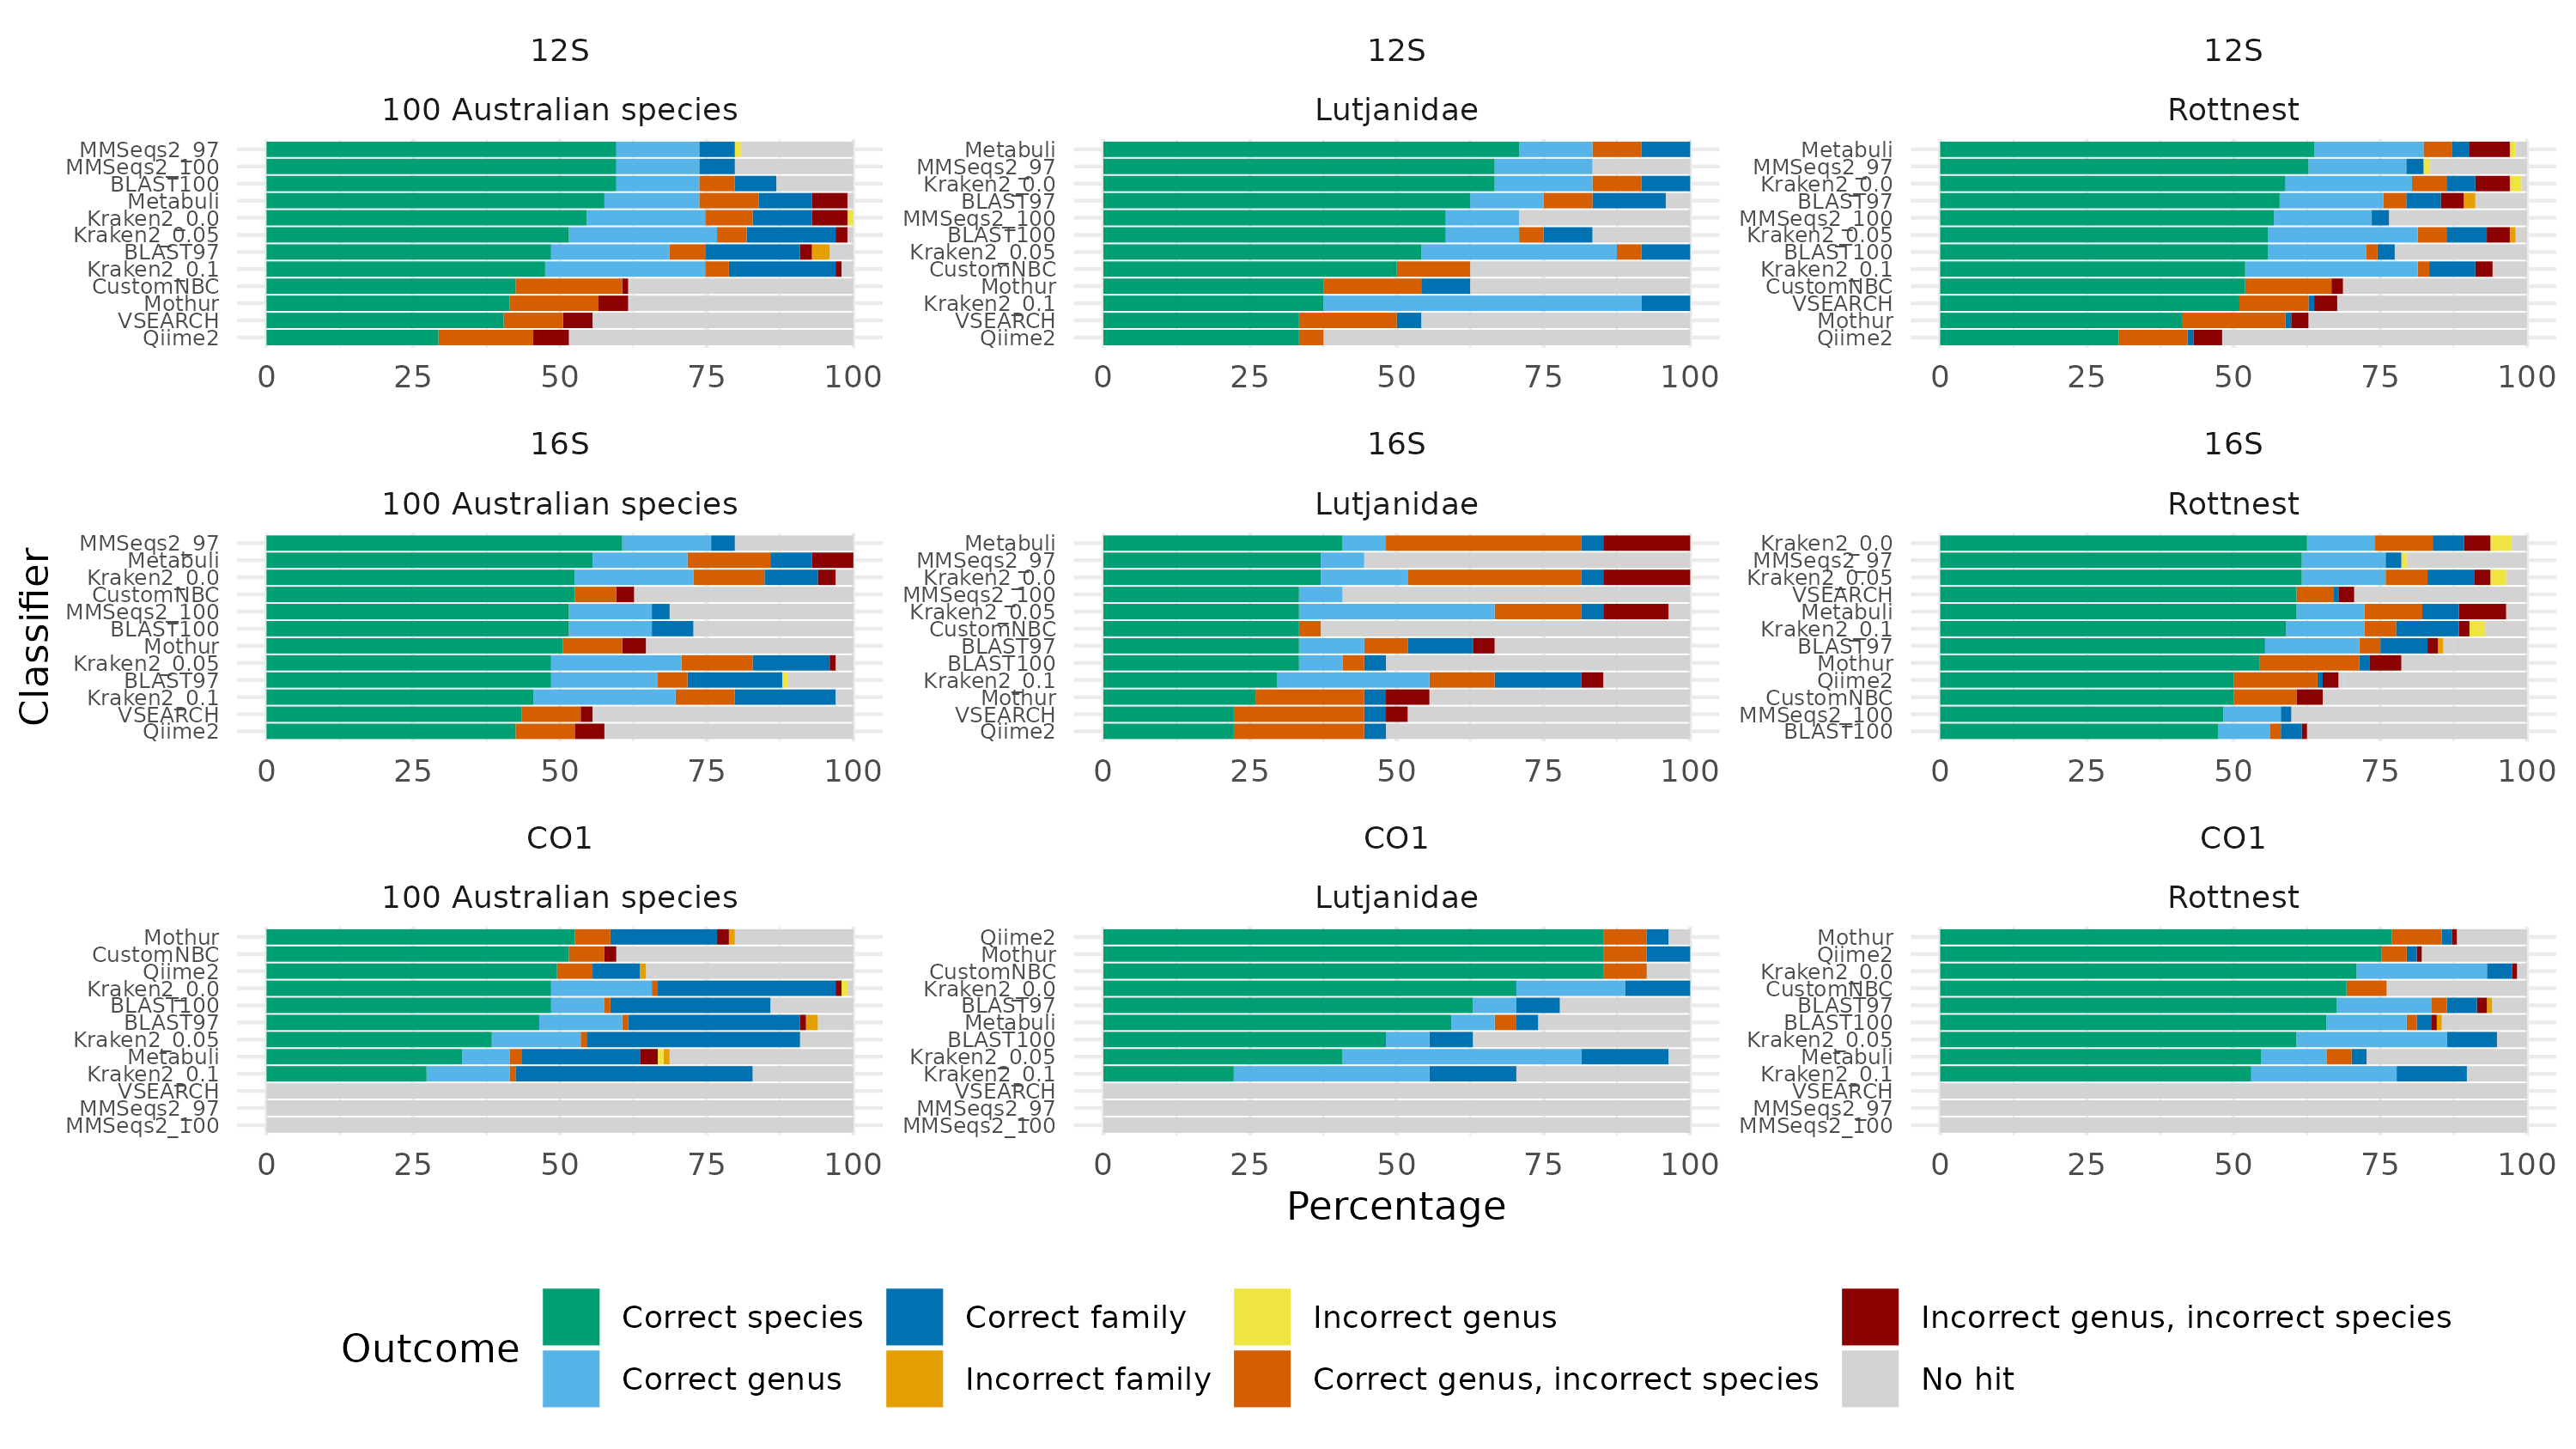 12S 12S 12S
100 Australian species Lutjanidae Rottnest
MMSeqs2_97 Metabuli Metabuli
MMSeqs2_100 MMSeqs2_97 MMSeqs2_97
BLAST100 Kraken2_0.0 Kraken2_0.0
Metabuli BLAST97 BLAST97
Kraken2_0.0 MMSeqs2_100 MMSeqs2_100
Kraken2_0.05 BLAST100 Kraken2_0.05
BLAST97 Kraken2_0.05 BLAST100
Kraken2_0.1 CustomNBC Kraken2_0.1
CustomNBC Mothur CustomNBC
Mothur Kraken2_0.1 VSEARCH
VSEARCH VSEARCH Mothur
Qiime2 Qiime2 Qiime2
0 25 50 75 100 0 25 50 75 100 0 25 50 75 100
16S 16S 16S
100 Australian species Lutjanidae Rottnest
MMSeqs2_97 Metabuli Kraken2_0.0
Metabuli MMSeqs2_97 MMSeqs2_97
Kraken2_0.0 Kraken2_0.0 Kraken2_0.05
CustomNBC MMSeqs2_100 VSEARCH
MMSeqs2_100 Kraken2_0.05 Metabuli
BLAST100 CustomNBC Kraken2_0.1
Mothur BLAST97 BLAST97
Kraken2_0.05 BLAST100 Mothur
BLAST97 Kraken2_0.1 Qiime2
Kraken2_0.1 Mothur CustomNBC
VSEARCH VSEARCH MMSeqs2_100
Qiime2 Qiime2 BLAST100
0 25 50 75 100 0 25 50 75 100 0 25 50 75 100
Classifier
CO1 CO1 CO1
100 Australian species Lutjanidae Rottnest
Mothur Qiime2 Mothur
CustomNBC Mothur Qiime2
Qiime2 CustomNBC Kraken2_0.0
Kraken2_0.0 Kraken2_0.0 CustomNBC
BLAST100 BLAST97 BLAST97
BLAST97 Metabuli BLAST100
Kraken2_0.05 BLAST100 Kraken2_0.05
Metabuli Kraken2_0.05 Metabuli
Kraken2_0.1 Kraken2_0.1 Kraken2_0.1
VSEARCH VSEARCH VSEARCH
MMSeqs2_97 MMSeqs2_97 MMSeqs2_97
MMSeqs2_100 MMSeqs2_100 MMSeqs2_100
0 25 50 75 100 0 25 50 75 100 0 25 50 75 100
Percentage
Outcome
Correct species Correct family Incorrect genus Incorrect genus, incorrect species
Correct genus Incorrect family Correct genus, incorrect species No hit